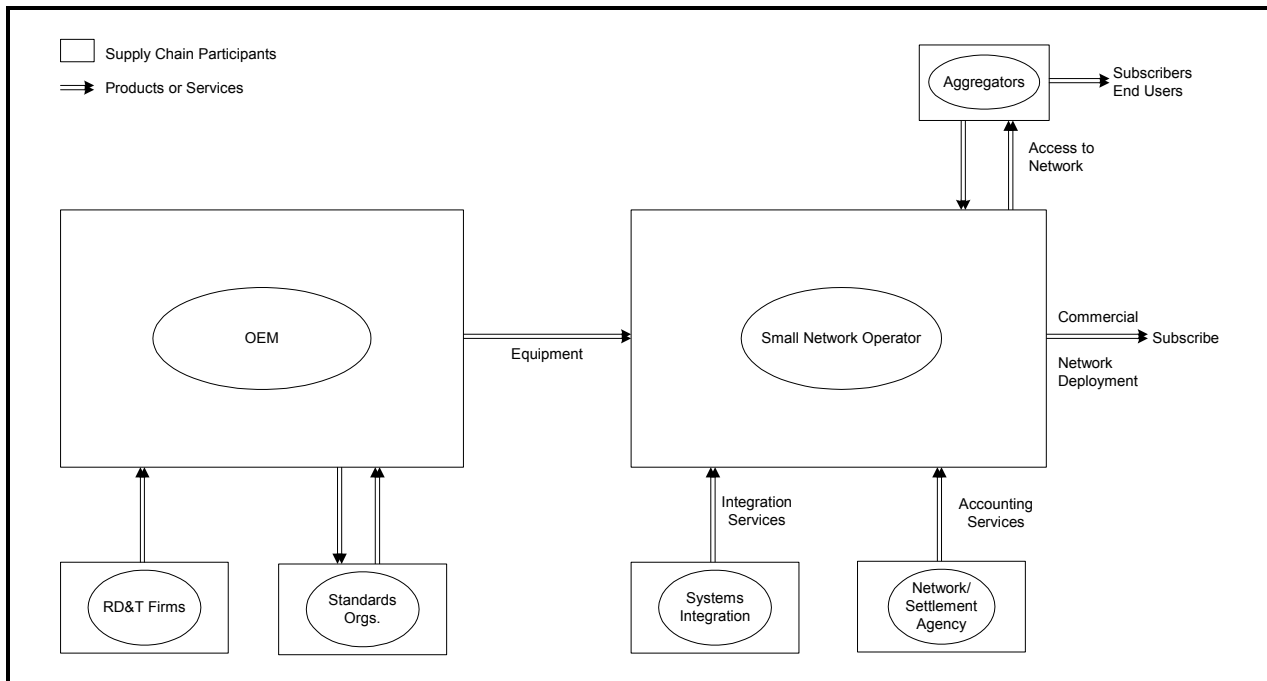 Supply Chain Participants
Products or Services
Aggregators
Subscribers
End Users
Access to
Network
OEM
Equipment
Small Network Operator
Commercial
Subscribe
Network
Deployment
Integration
Services
Accounting
Services
RD&T Firms
Standards
Orgs.
Systems
Integration
Network/
Settlement
Agency